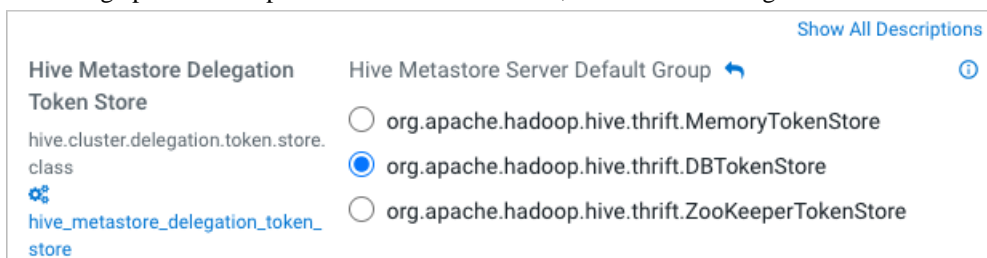 Show All Descriptions
Hive Metastore Delegation
Token Store
hive.cluster.delegation.token.store.
class
hive_metastore_delegation_token_
store
Hive Metastore Server Default Group
org.apache.hadoop.hive.thrift.MemoryTokenStore
org.apache.hadoop.hive.thrift.DBTokenStore
org.apache.hadoop.hive.thrift.ZooKeeperTokenStore